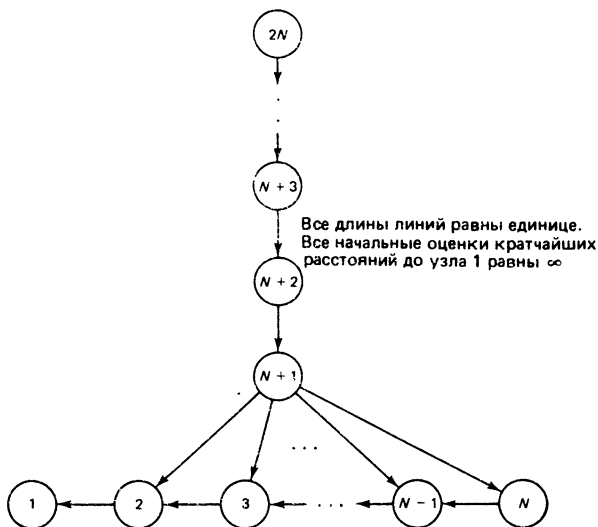 2N
N + 3
Все длины линий равны единице.
Все начальные оценки кратчайших
расстояний до узла 1 равны ∞
N + 2
N + 1
1
2
3
N − 1
N